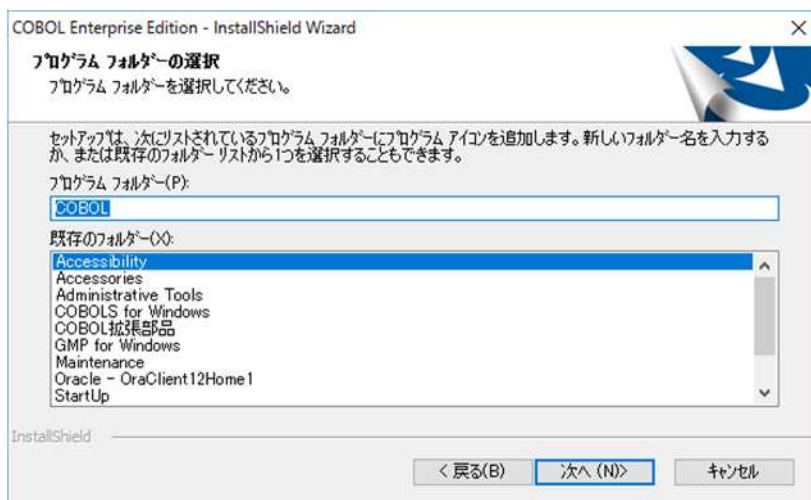 COBOL Enterprise Edition - InstallShield Wizard
プログラム フォルダーの選択
プログラム フォルダーを選択してください。
セットアップは、次にリストされているプログラム フォルダーにプログラム アイコンを追加します。新しいフォルダー名を入力する
か、または既存のフォルダー リストから1つを選択することもできます。
プログラム フォルダー(P):
COBOL
既存のフォルダー(X):
Accessibility
Accessories
Administrative Tools
COBOLS for Windows
COBOL拡張部品
GMP for Windows
Maintenance
Oracle - OraClient12Home1
StartUp
InstallShield
< 戻る(B)
次へ (N)>
キャンセル